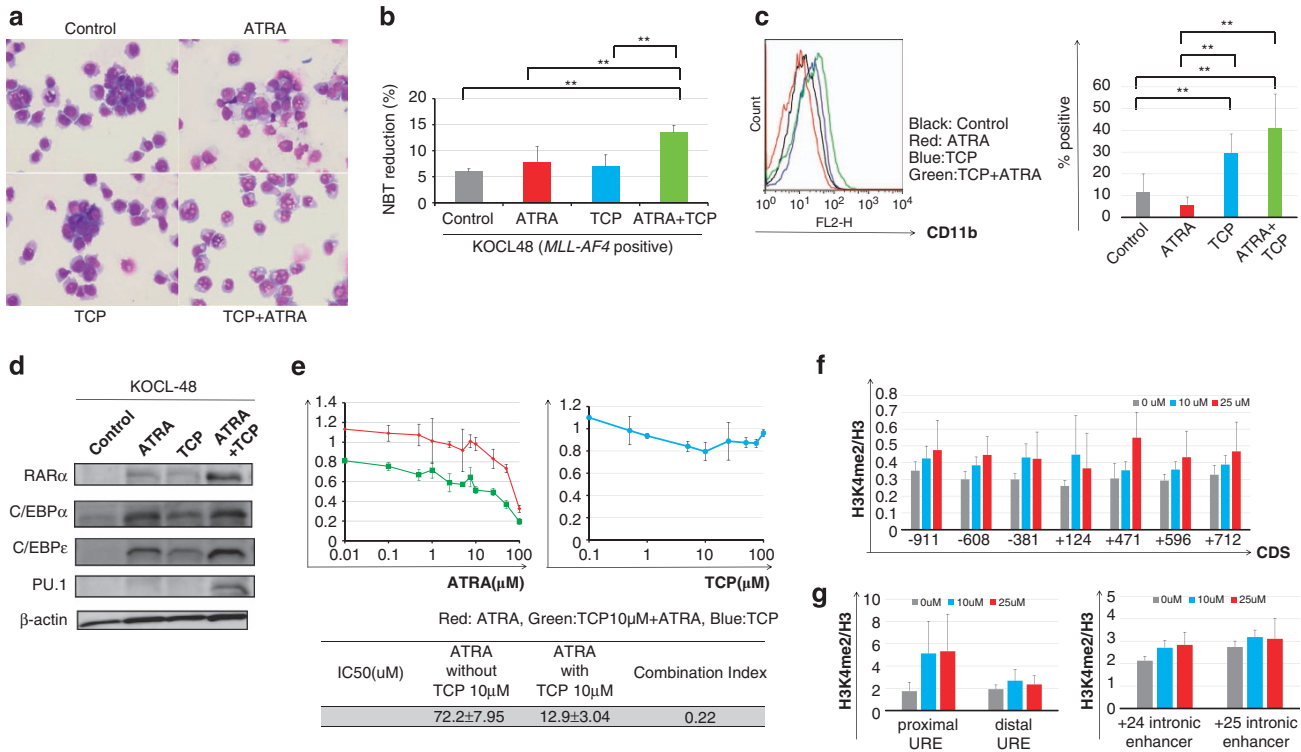 a
Control
ATRA
TCP
TCP+ATRA
b
**
**
**
NBT reduction (%)
20
15
10
5
0
Control
ATRA
TCP
ATRA+TCP
KOCL48 (MLL-AF4 positive)
c
Count
10^0
10^1
10^2
10^3
10^4
FL2-H
CD11b
Black: Control
Red: ATRA
Blue:TCP
Green:TCP+ATRA
**
**
**
**
% positive
60
50
40
30
20
10
0
Control
ATRA
TCP
ATRA+
TCP
d
KOCL-48
Control
ATRA
TCP
ATRA
+TCP
RARα
C/EBPα
C/EBPε
PU.1
β-actin
e
1.4
1.2
1
0.8
0.6
0.4
0.2
0
0.01
0.1
1
10
100
ATRA(μM)
1.2
1
0.8
0.6
0.4
0.2
0
0.1
1
10
100
TCP(μM)
Red: ATRA, Green:TCP10μM+ATRA, Blue:TCP
IC50(uM)
ATRA
without
TCP 10μM
ATRA
with
TCP 10μM
Combination Index
72.2±7.95
12.9±3.04
0.22
f
H3K4me2/H3
0.8
0.7
0.6
0.5
0.4
0.3
0.2
0.1
0
0 uM
10 uM
25 uM
-911
-608
-381
+124
+471
+596
+712
CDS
g
H3K4me2/H3
10
8
6
4
2
0
0uM
10uM
25uM
proximal
URE
distal
URE
H3K4me2/H3
5
4
3
2
1
0
0uM
10uM
25uM
+24 intronic
enhancer
+25 intronic
enhancer